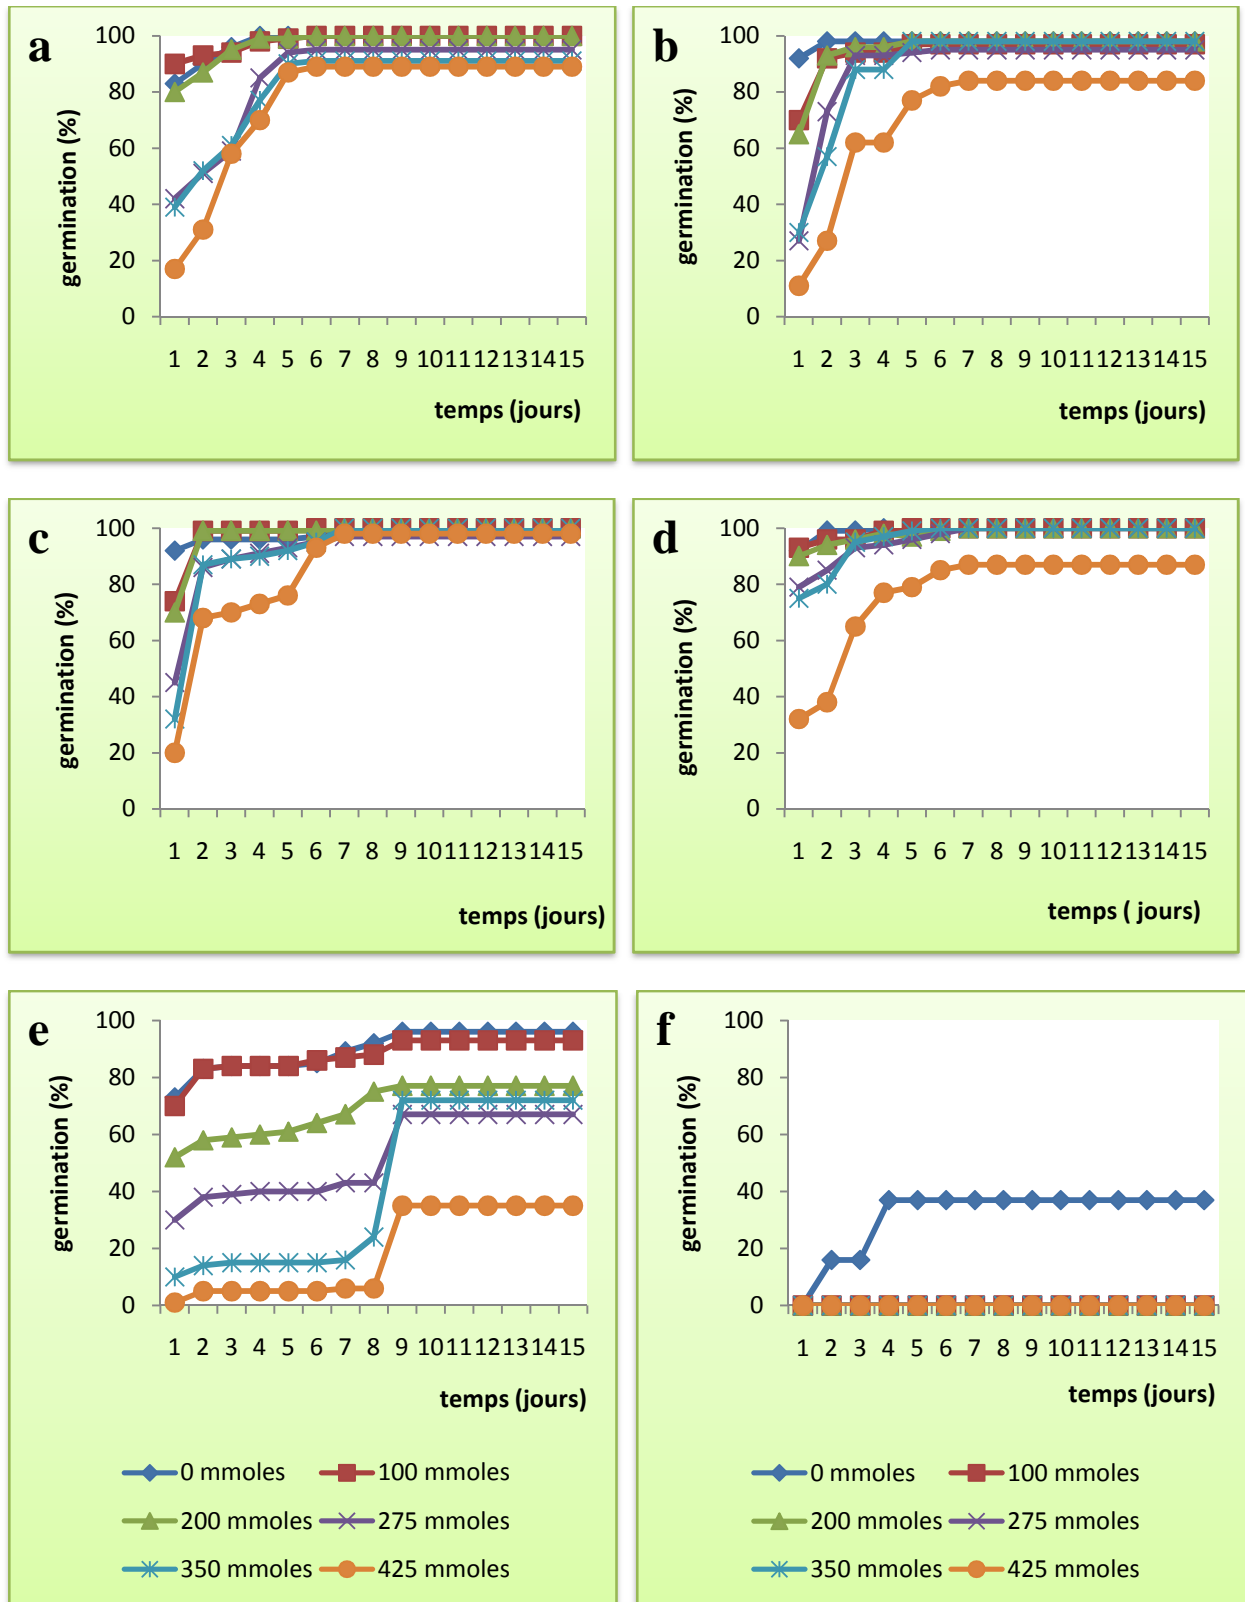 a
100
80
60
40
20
0
germination (%)
1 2 3 4 5 6 7 8 9 10 11 12 13 14 15
temps (jours)
b
100
80
60
40
20
0
germination (%)
1 2 3 4 5 6 7 8 9 10 11 12 13 14 15
temps (jours)
c
100
80
60
40
20
0
germination (%)
1 2 3 4 5 6 7 8 9 10 11 12 13 14 15
temps (jours)
d
100
80
60
40
20
0
germination (%)
1 2 3 4 5 6 7 8 9 10 11 12 13 14 15
temps ( jours)
e
100
80
60
40
20
0
germination (%)
1 2 3 4 5 6 7 8 9 10 11 12 13 14 15
temps (jours)
0 mmoles 100 mmoles
200 mmoles 275 mmoles
350 mmoles 425 mmoles
f
100
80
60
40
20
0
germination (%)
1 2 3 4 5 6 7 8 9 10 11 12 13 14 15
temps (jours)
0 mmoles 100 mmoles
200 mmoles 275 mmoles
350 mmoles 425 mmoles